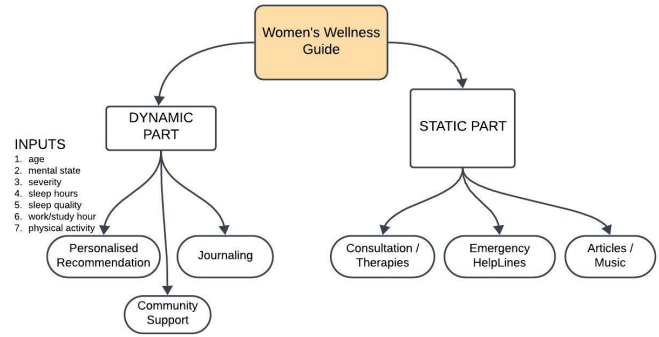 Women's Wellness
Guide
DYNAMIC
PART
STATIC PART
INPUTS
1. age
2. mental state
3. severity
4. sleep hours
5. sleep quality
6. work/study hour
7. physical activity
Personalised
Recommendation
Journaling
Community
Support
Consultation /
Therapies
Emergency
HelpLines
Articles /
Music